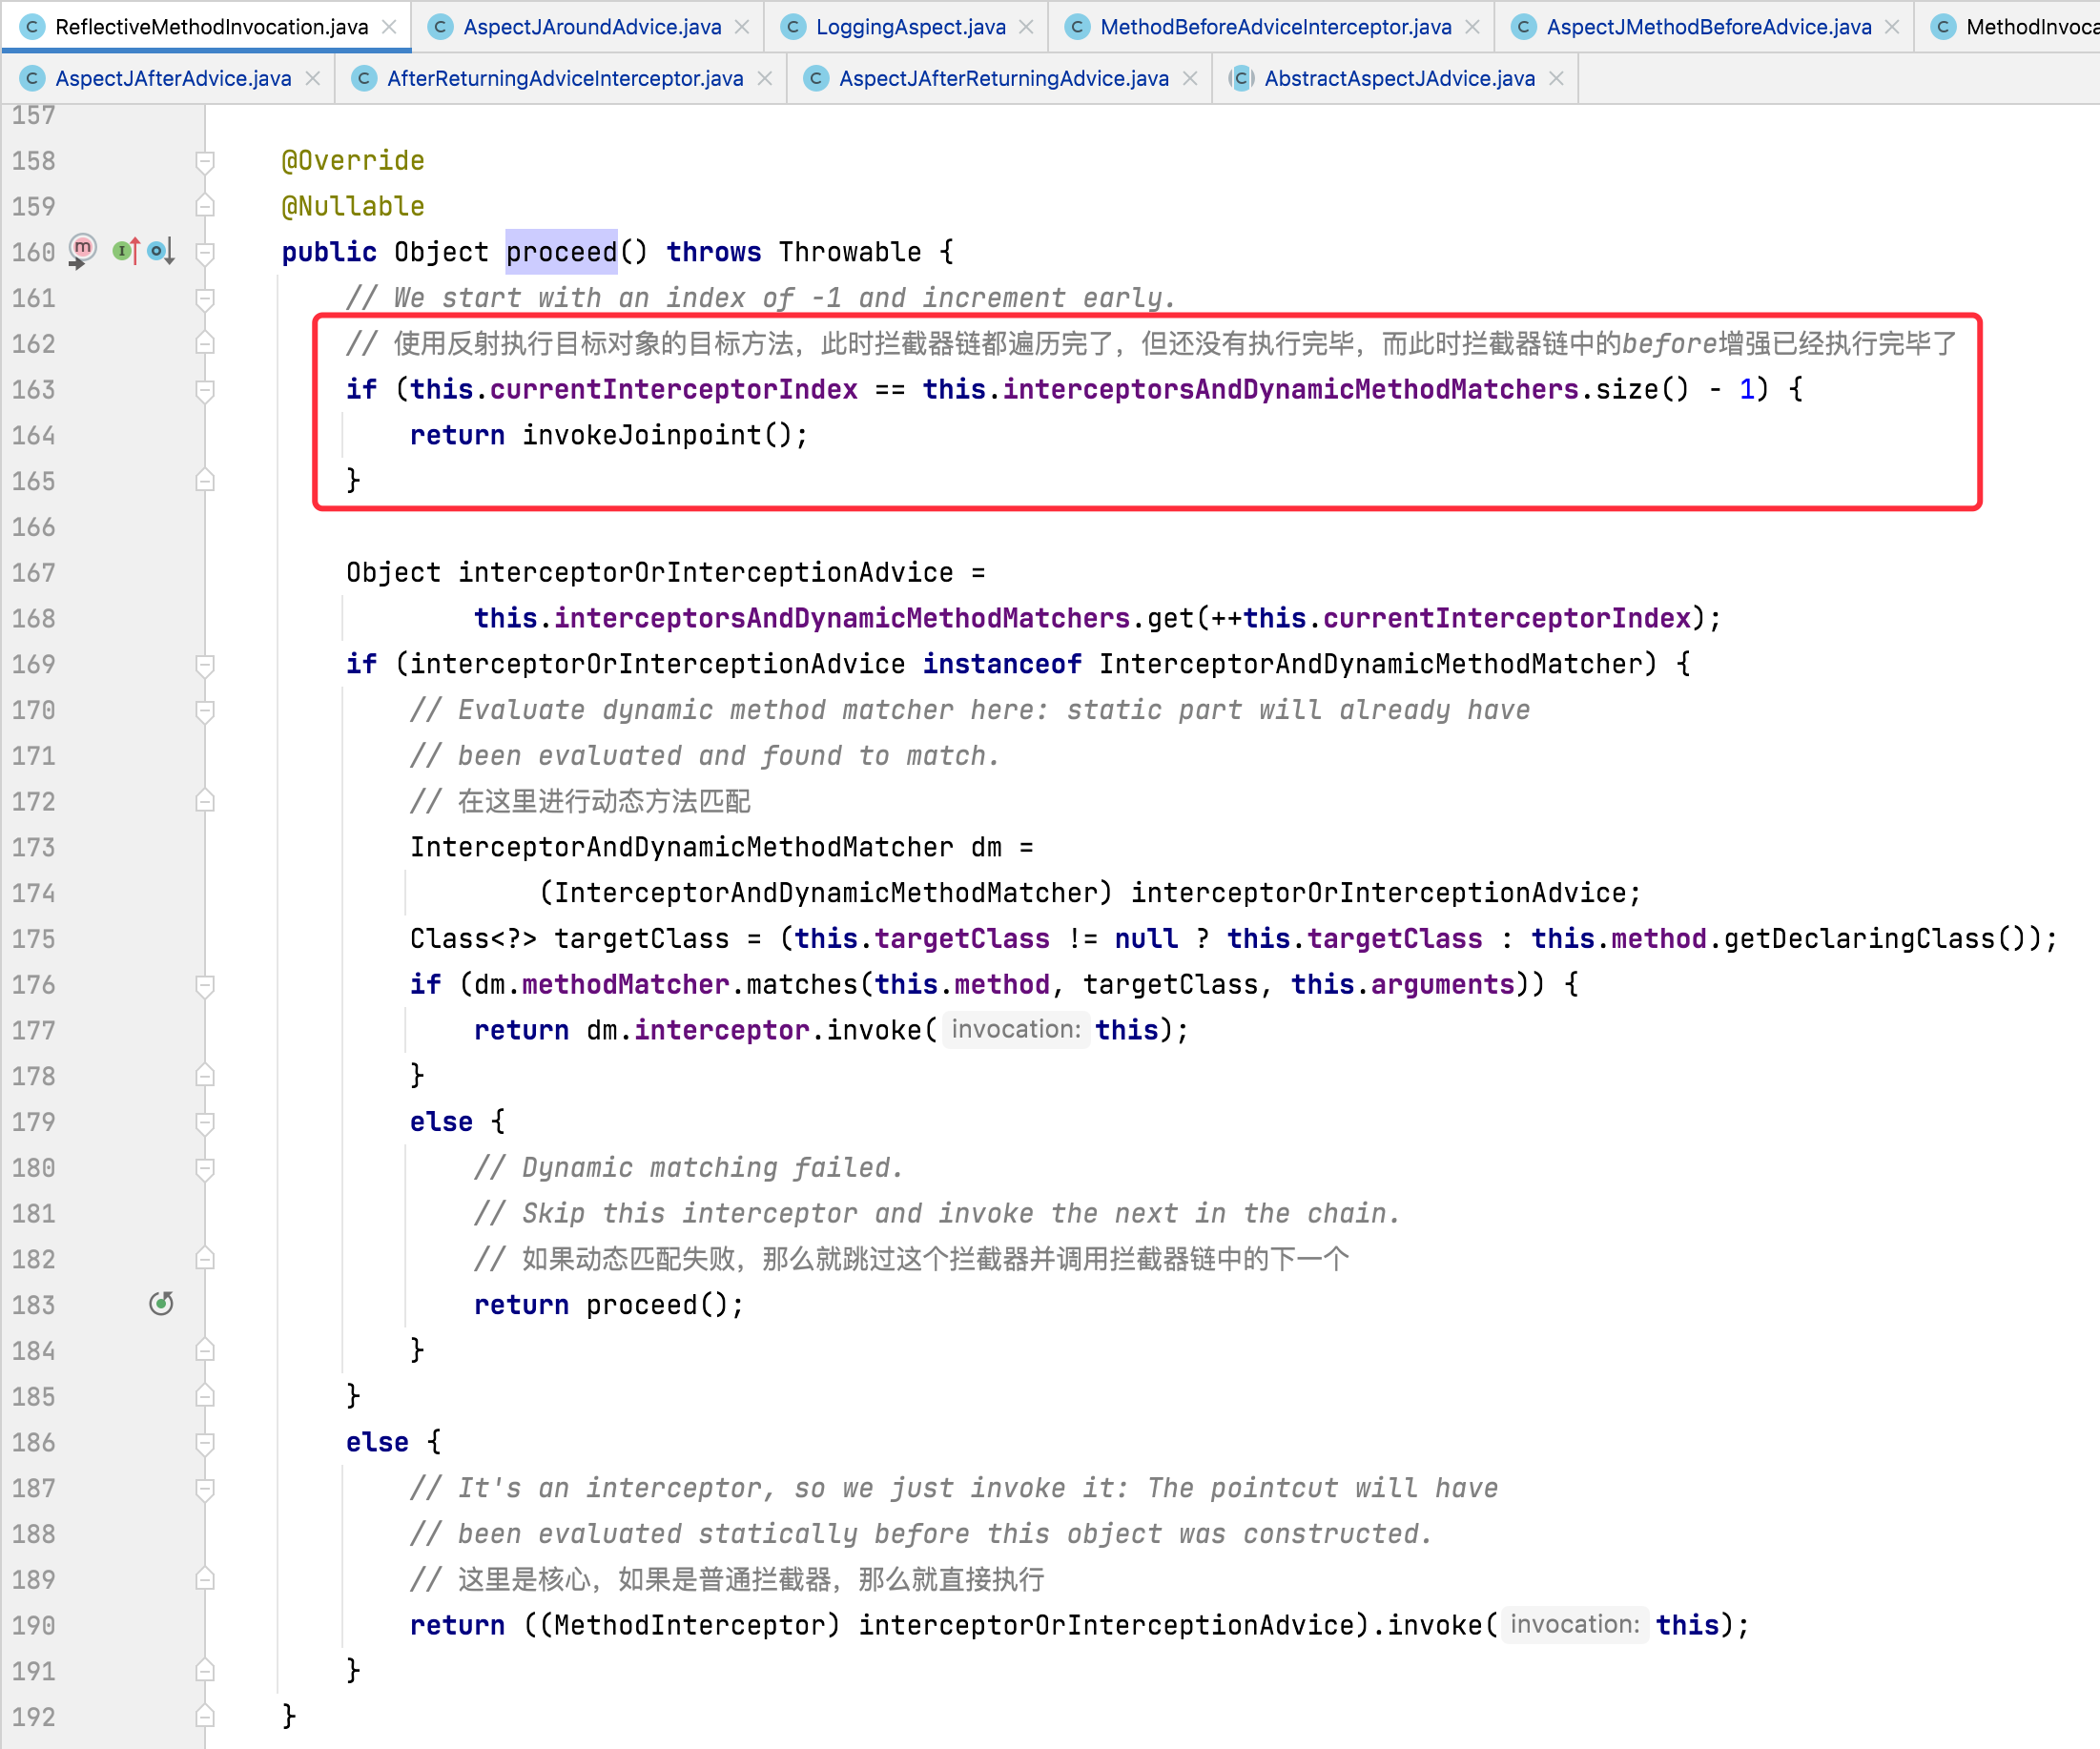 ReflectiveMethodInvocation.java AspectJAroundAdvice.java LoggingAspect.java MethodBeforeAdviceInterceptor.java AspectJMethodBeforeAdvice.java MethodInvoca
AspectJAfterAdvice.java AfterReturningAdviceInterceptor.java AspectJAfterReturningAdvice.java AbstractAspectJAdvice.java
157
158 @Override
159 @Nullable
160 public Object proceed() throws Throwable {
161 // We start with an index of -1 and increment early.
162 // 使用反射执行目标对象的目标方法，此时拦截器链都遍历完了，但还没有执行完毕，而此时拦截器链中的before增强已经执行完毕了
163 if (this.currentInterceptorIndex == this.interceptorsAndDynamicMethodMatchers.size() - 1) {
164 return invokeJoinpoint();
165 }
166
167 Object interceptorOrInterceptionAdvice =
168 this.interceptorsAndDynamicMethodMatchers.get(++this.currentInterceptorIndex);
169 if (interceptorOrInterceptionAdvice instanceof InterceptorAndDynamicMethodMatcher) {
170 // Evaluate dynamic method matcher here: static part will already have
171 // been evaluated and found to match.
172 // 在这里进行动态方法匹配
173 InterceptorAndDynamicMethodMatcher dm =
174 (InterceptorAndDynamicMethodMatcher) interceptorOrInterceptionAdvice;
175 Class<?> targetClass = (this.targetClass != null ? this.targetClass : this.method.getDeclaringClass());
176 if (dm.methodMatcher.matches(this.method, targetClass, this.arguments)) {
177 return dm.interceptor.invoke( invocation: this);
178 }
179 else {
180 // Dynamic matching failed.
181 // Skip this interceptor and invoke the next in the chain.
182 // 如果动态匹配失败，那么就跳过这个拦截器并调用拦截器链中的下一个
183 return proceed();
184 }
185 }
186 else {
187 // It's an interceptor, so we just invoke it: The pointcut will have
188 // been evaluated statically before this object was constructed.
189 // 这里是核心，如果是普通拦截器，那么就直接执行
190 return ((MethodInterceptor) interceptorOrInterceptionAdvice).invoke( invocation: this);
191 }
192 }